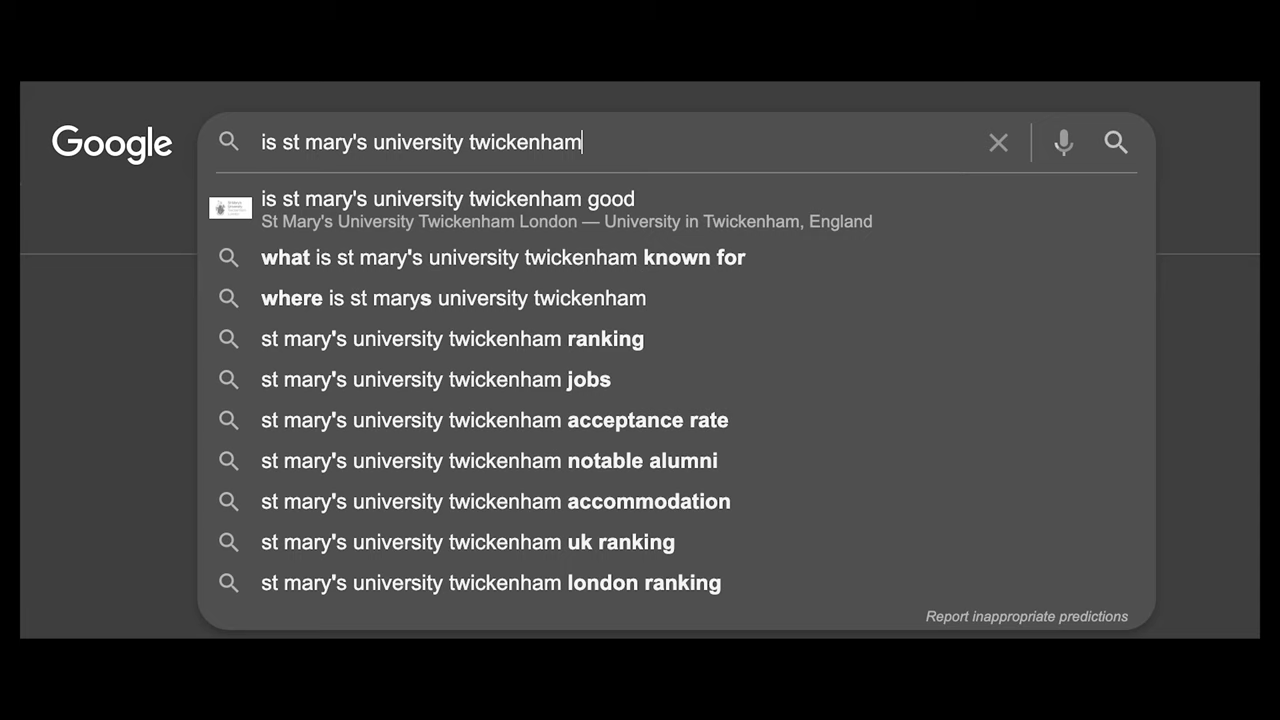 Google
is st mary's university twickenham
is st mary's university twickenham good
St Mary's University Twickenham London — University in Twickenham, England
what is st mary's university twickenham known for
where is st marys university twickenham
st mary's university twickenham ranking
st mary's university twickenham jobs
st mary's university twickenham acceptance rate
st mary's university twickenham notable alumni
st mary's university twickenham accommodation
st mary's university twickenham uk ranking
st mary's university twickenham london ranking
Report inappropriate predictions